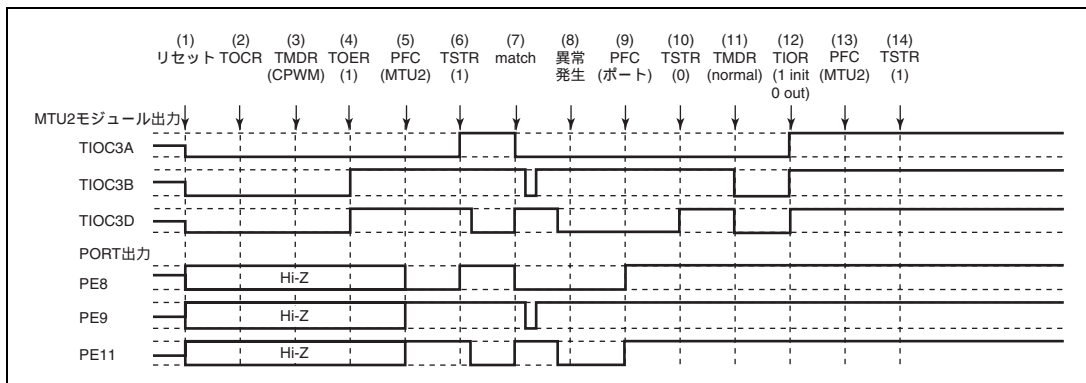 (1) (2) (3) (4) (5) (6) (7) (8) (9) (10) (11) (12) (13) (14)
リセット TOCR TMDR TOER PFC TSTR match 異常 PFC TSTR TMDR TIOR PFC TSTR
(CPWM) (1) (MTU2) (1) 発生 (ポート) (0) (normal) (1 init (MTU2) (1)
0 out)
MTU2モジュール出力
TIOC3A
TIOC3B
TIOC3D
PORT出力
PE8 Hi-Z
PE9 Hi-Z
PE11 Hi-Z